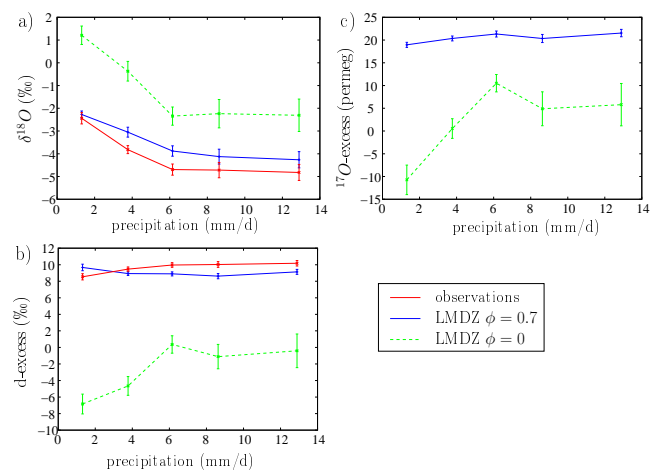 a)
2
1
0
−1
−2
−3
−4
−5
−6
δ¹⁸O (‰)
0 2 4 6 8 10 12 14
precipitation (mm/d)
c)
25
20
15
10
5
0
−5
−10
−15
¹⁷O-excess (permeg)
0 2 4 6 8 10 12 14
precipitation (mm/d)
b)
12
10
8
6
4
2
0
−2
−4
−6
−8
−10
d-excess (‰)
0 2 4 6 8 10 12 14
precipitation (mm/d)
observations
LMDZ ϕ = 0.7
LMDZ ϕ = 0